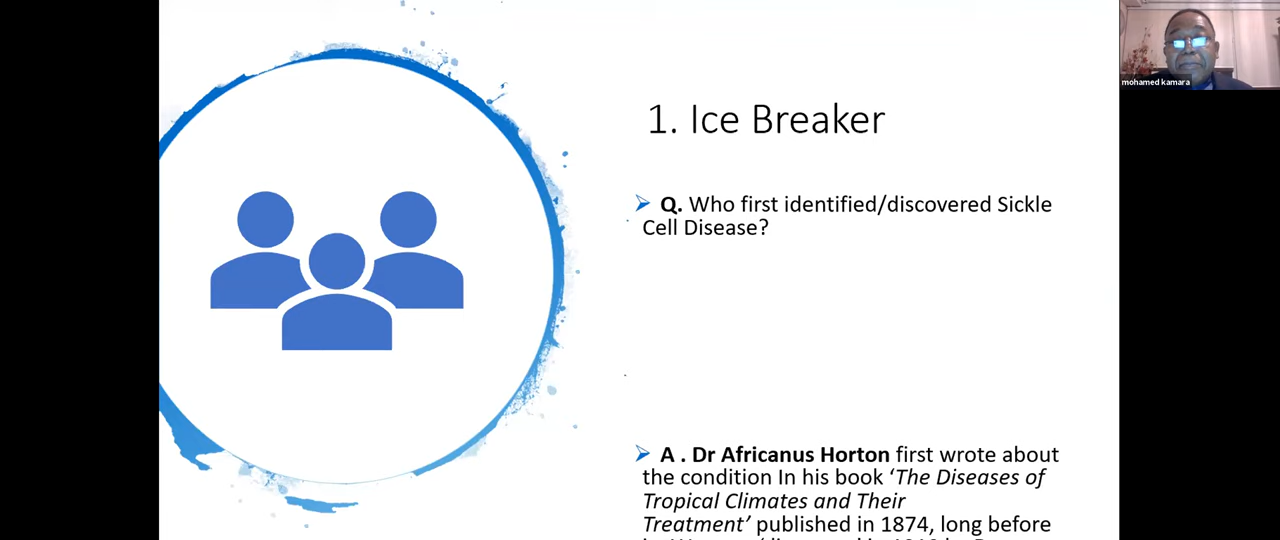 1. Ice Breaker
Q. Who first identified/discovered Sickle
Cell Disease?
A . Dr Africanus Horton first wrote about
the condition In his book ‘The Diseases of
Tropical Climates and Their
Treatment’ published in 1874, long before
mohamed kamara